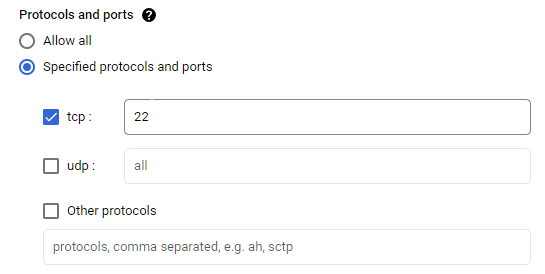 Protocols and ports ?
Allow all
Specified protocols and ports
tcp : 22
udp : all
Other protocols
protocols, comma separated, e.g. ah, sctp